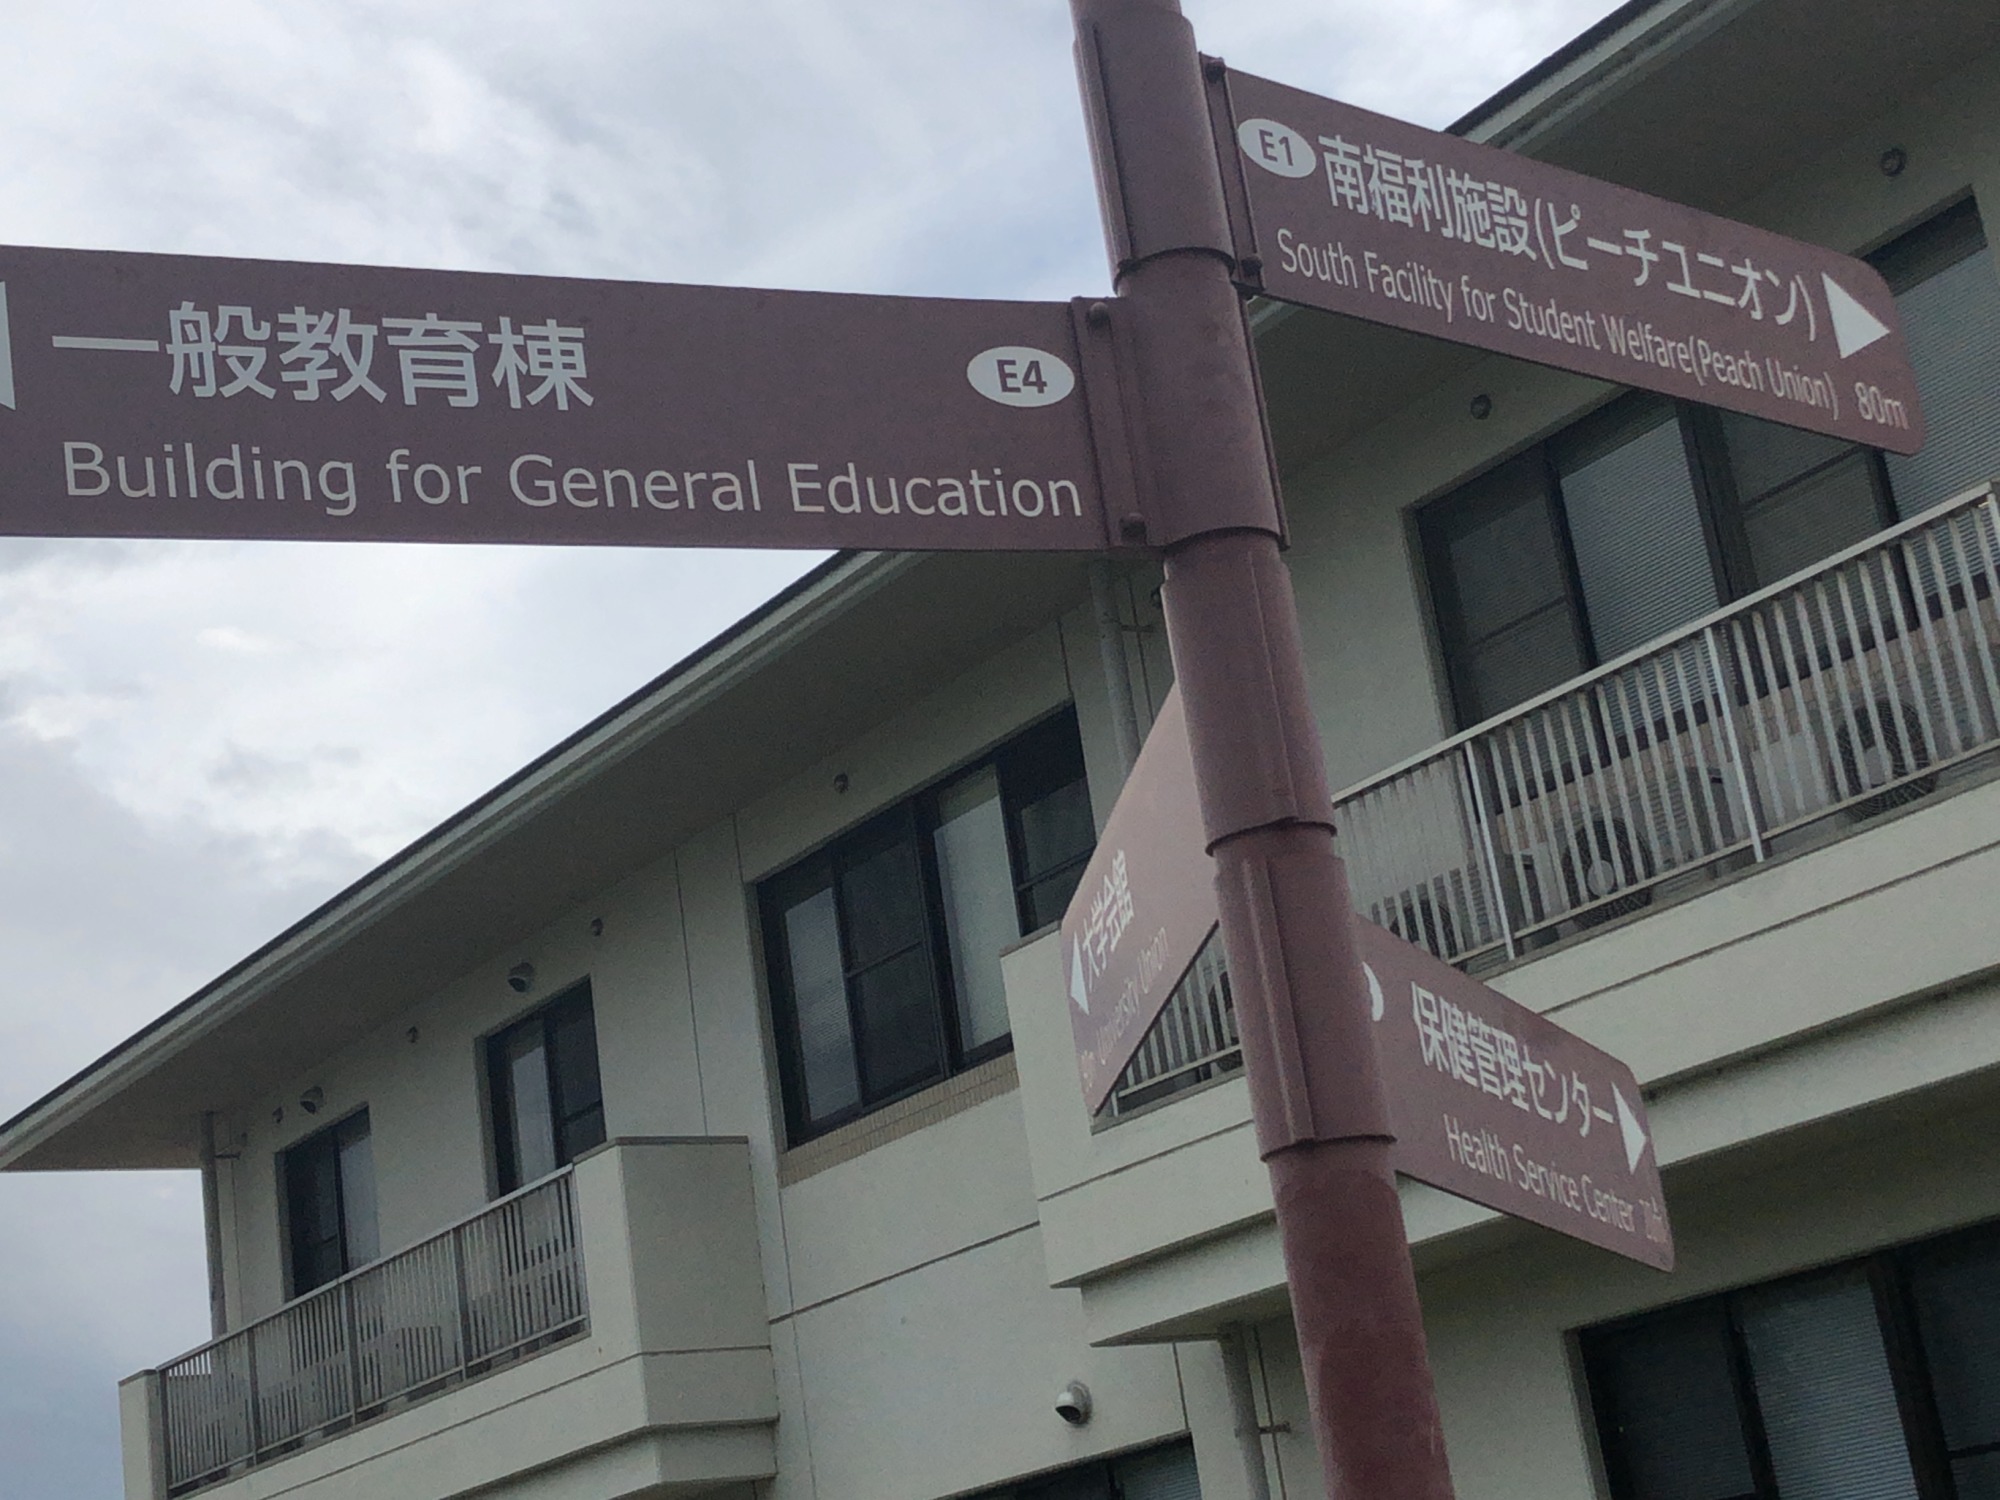 一般教育棟 E4
Building for General Education
E1 南福利施設(ピーチユニオン)
South Facility for Student Welfare(Peach Union) 80m
大学会館
University Union
保健管理センター
Health Service Center